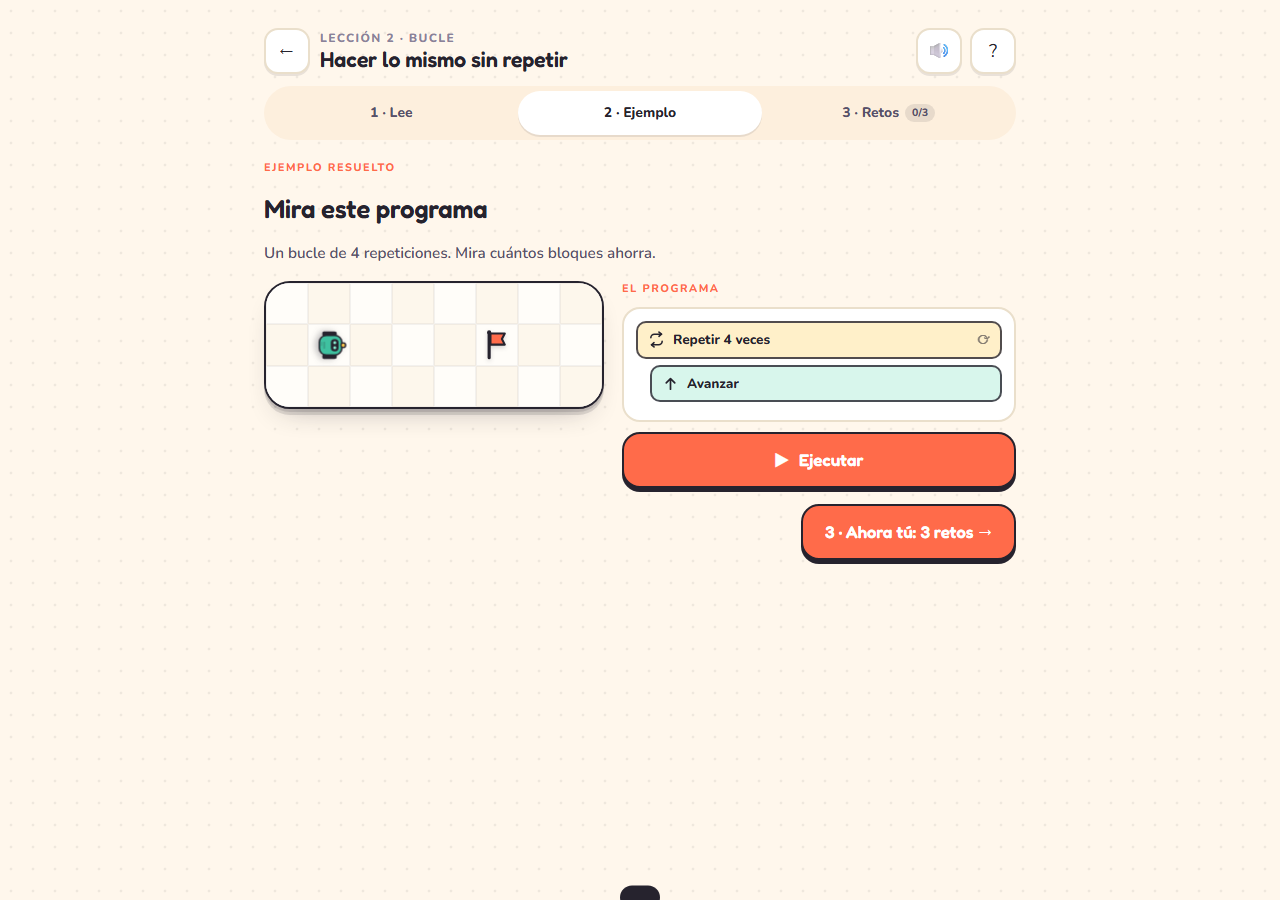 ←
LECCIÓN 2 · BUCLE
Hacer lo mismo sin repetir
?
1 · Lee
2 · Ejemplo
3 · Retos 0/3
EJEMPLO RESUELTO
Mira este programa
Un bucle de 4 repeticiones. Mira cuántos bloques ahorra.
EL PROGRAMA
Repetir 4 veces
Avanzar
▶ Ejecutar
3 · Ahora tú: 3 retos →